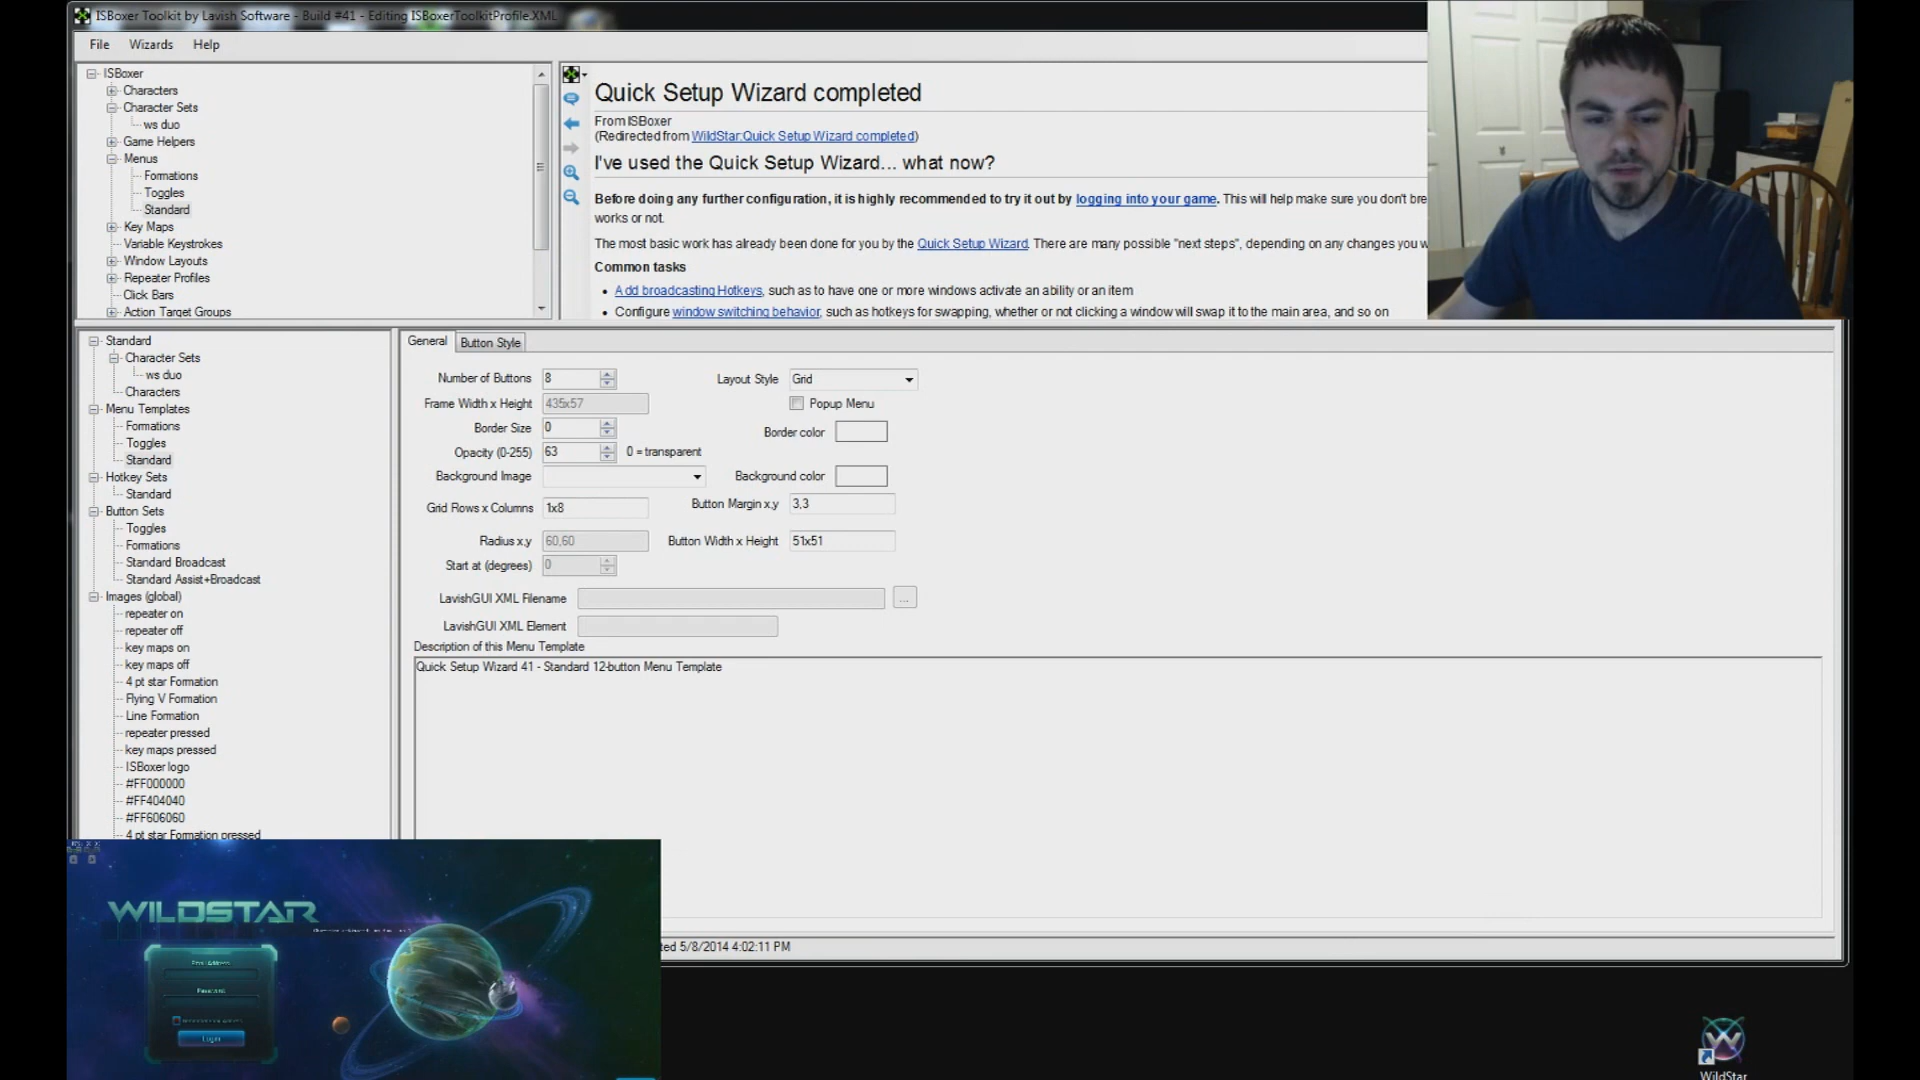 ISBoxer Toolkit by Lavish Software - Build #41 - Editing ISBoxerToolkitProfile.XML
File Wizards Help
ISBoxer
Characters
Character Sets
ws duo
Game Helpers
Menus
Formations
Toggles
Standard
Key Maps
Variable Keystrokes
Window Layouts
Repeater Profiles
Click Bars
Action Target Groups
Quick Setup Wizard completed
From ISBoxer
(Redirected from WildStar:Quick Setup Wizard completed)
I've used the Quick Setup Wizard... what now?
Before doing any further configuration, it is highly recommended to try it out by logging into your game. This will help make sure you don't bre
works or not.
The most basic work has already been done for you by the Quick Setup Wizard. There are many possible "next steps", depending on any changes you w
Common tasks
• Add broadcasting Hotkeys, such as to have one or more windows activate an ability or an item
• Configure window switching behavior, such as hotkeys for swapping, whether or not clicking a window will swap it to the main area, and so on
Standard
Character Sets
ws duo
Characters
Menu Templates
Formations
Toggles
Standard
Hotkey Sets
Standard
Button Sets
Toggles
Formations
Standard Broadcast
Standard Assist+Broadcast
Images (global)
repeater on
repeater off
key maps on
key maps off
4 pt star Formation
Flying V Formation
Line Formation
repeater pressed
key maps pressed
ISBoxer logo
#FF000000
#FF404040
#FF606060
4 pt star Formation pressed
General Button Style
Number of Buttons 8 Layout Style Grid
Frame Width x Height 435x57 Popup Menu
Border Size 0 Border color
Opacity (0-255) 63 0 = transparent
Background Image Background color
Grid Rows x Columns 1x8 Button Margin x,y 3,3
Radius x,y 60,60 Button Width x Height 51x51
Start at (degrees) 0
LavishGUI XML Filename ...
LavishGUI XML Element
Description of this Menu Template
Quick Setup Wizard 41 - Standard 12-button Menu Template
ted 5/8/2014 4:02:11 PM
WILDSTAR
Email Address
Password
Login
WildStar